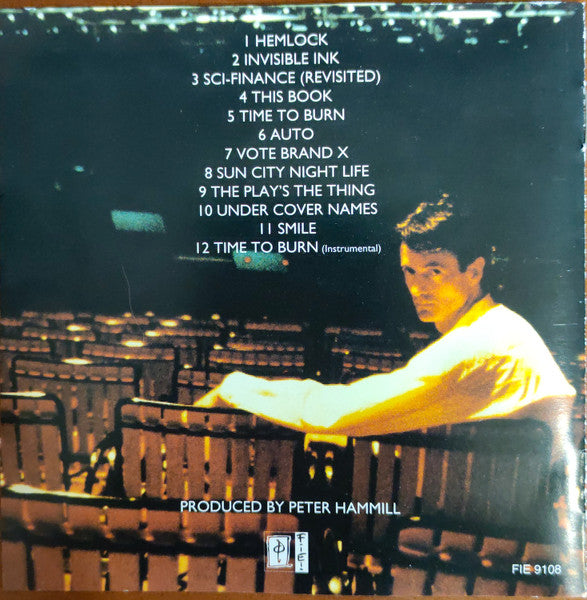 1 HEMLOCK
2 INVISIBLE INK
3 SCI-FINANCE (REVISITED)
4 THIS BOOK
5 TIME TO BURN
6 AUTO
7 VOTE BRAND X
8 SUN CITY NIGHT LIFE
9 THE PLAY'S THE THING
10 UNDER COVER NAMES
11 SMILE
12 TIME TO BURN (Instrumental)
PRODUCED BY PETER HAMMILL
FIE!
FIE 9108